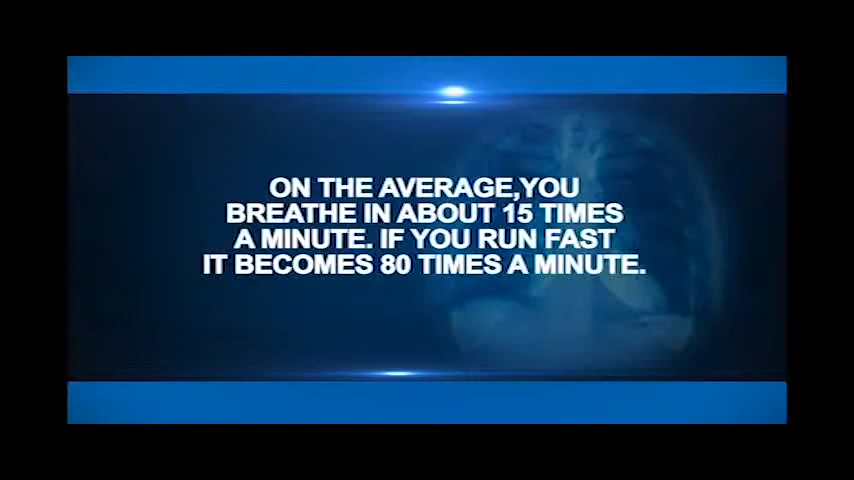 ON THE AVERAGE,YOU
BREATHE IN ABOUT 15 TIMES
A MINUTE. IF YOU RUN FAST
IT BECOMES 80 TIMES A MINUTE.